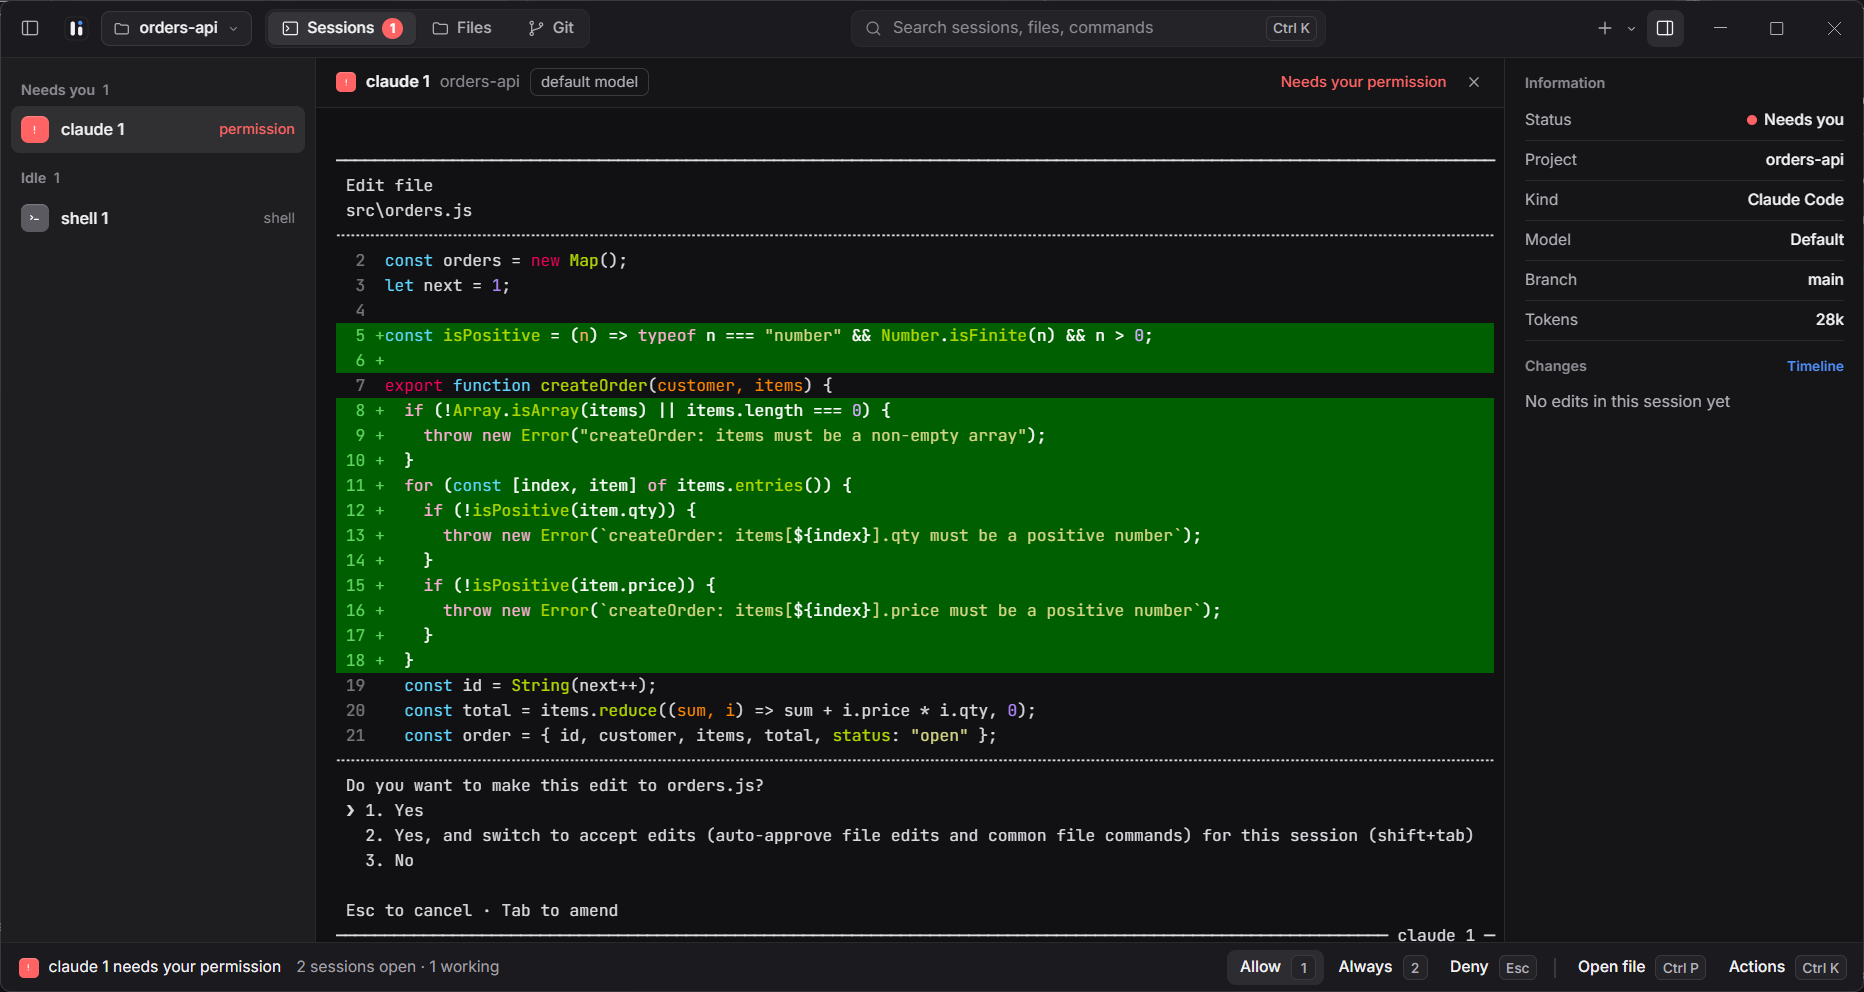 orders-api
Sessions 1
Files
Git
Search sessions, files, commands
Ctrl K
Needs you 1
! claude 1 permission
Idle 1
>_ shell 1 shell
! claude 1 orders-api default model
Needs your permission
Edit file
src\orders.js
2 const orders = new Map();
3 let next = 1;
4
5 +const isPositive = (n) => typeof n === "number" && Number.isFinite(n) && n > 0;
6 +
7 export function createOrder(customer, items) {
8 + if (!Array.isArray(items) || items.length === 0) {
9 + throw new Error("createOrder: items must be a non-empty array");
10 + }
11 + for (const [index, item] of items.entries()) {
12 + if (!isPositive(item.qty)) {
13 + throw new Error(`createOrder: items[${index}].qty must be a positive number`);
14 + }
15 + if (!isPositive(item.price)) {
16 + throw new Error(`createOrder: items[${index}].price must be a positive number`);
17 + }
18 + }
19 const id = String(next++);
20 const total = items.reduce((sum, i) => sum + i.price * i.qty, 0);
21 const order = { id, customer, items, total, status: "open" };
Do you want to make this edit to orders.js?
❯ 1. Yes
2. Yes, and switch to accept edits (auto-approve file edits and common file commands) for this session (shift+tab)
3. No
Esc to cancel · Tab to amend
claude 1
Information
Status Needs you
Project orders-api
Kind Claude Code
Model Default
Branch main
Tokens 28k
Changes Timeline
No edits in this session yet
! claude 1 needs your permission 2 sessions open · 1 working
Allow 1 Always 2 Deny Esc Open file Ctrl P Actions Ctrl K